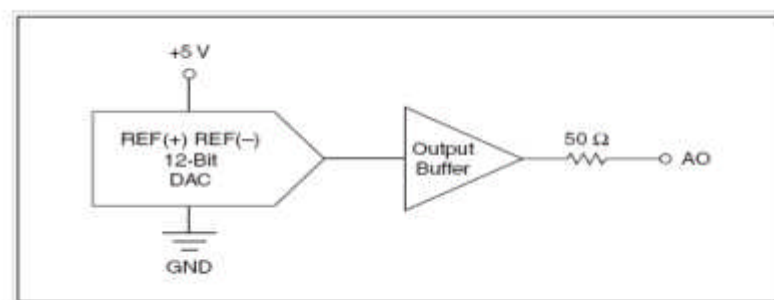 +5 V
REF(+) REF(–)
12-Bit
DAC
GND
Output
Buffer
50 Ω
AO